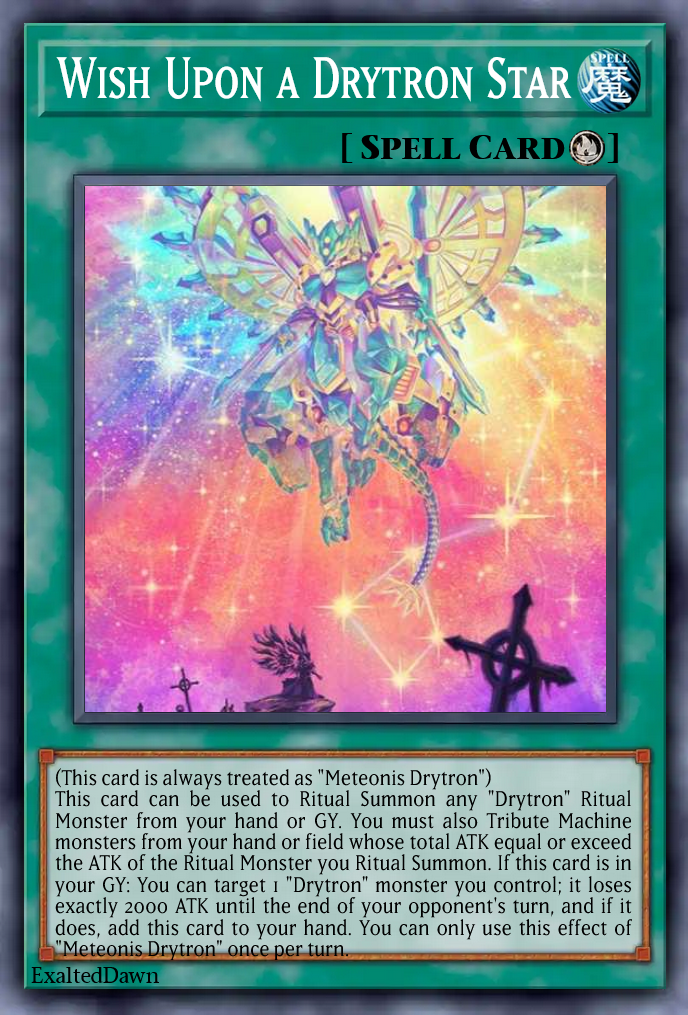 Wish Upon a Drytron Star
SPELL
魔
[ Spell Card ]
(This card is always treated as "Meteonis Drytron")
This card can be used to Ritual Summon any "Drytron" Ritual
Monster from your hand or GY. You must also Tribute Machine
monsters from your hand or field whose total ATK equal or exceed
the ATK of the Ritual Monster you Ritual Summon. If this card is in
your GY: You can target 1 "Drytron" monster you control; it loses
exactly 2000 ATK until the end of your opponent's turn, and if it
does, add this card to your hand. You can only use this effect of
"Meteonis Drytron" once per turn.
ExaltedDawn